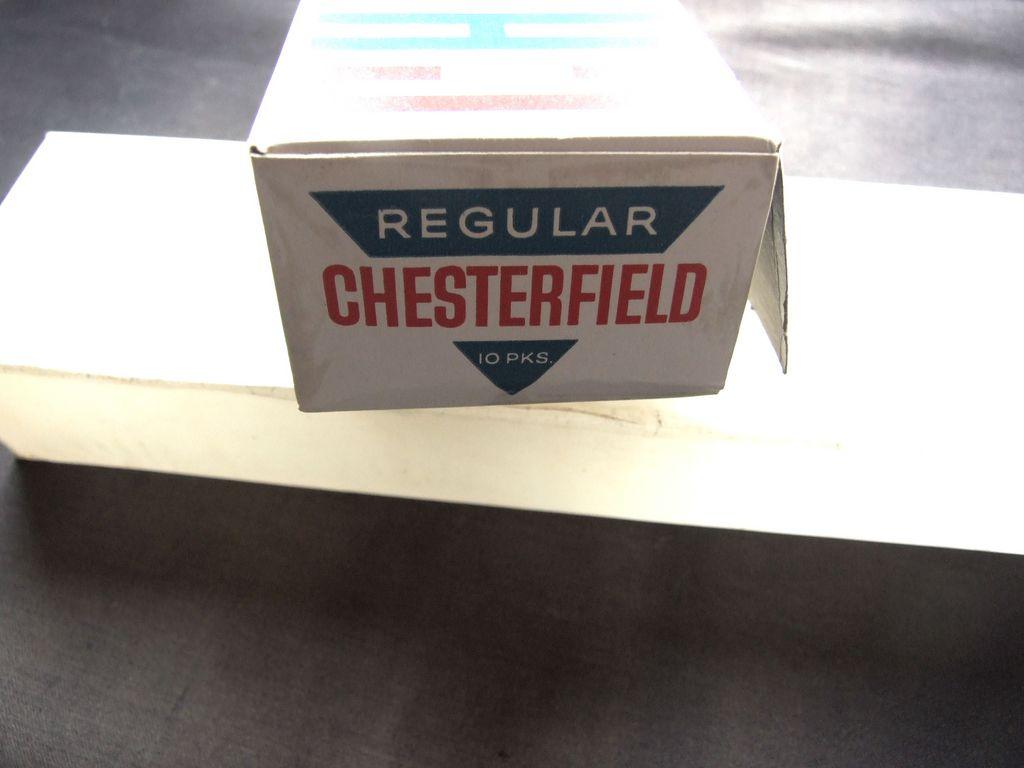 REGULAR
CHESTERFIELD
10 PKS.